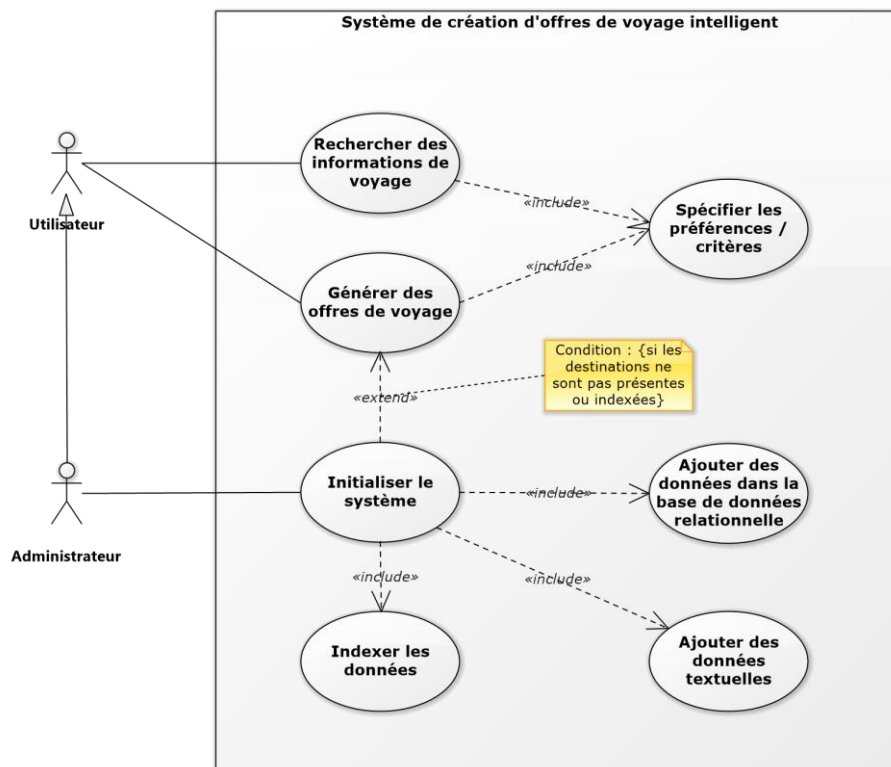 Système de création d'offres de voyage intelligent
Rechercher des
informations de
voyage
Utilisateur
«include»
Spécifier les
préférences /
critères
«include»
Générer des
offres de voyage
Condition : {si les
destinations ne
sont pas présentes
ou indexées}
«extend»
Initialiser le
système
«include»
Ajouter des
données dans la
base de données
relationnelle
Administrateur
«include»
«include»
Indexer les
données
Ajouter des
données
textuelles